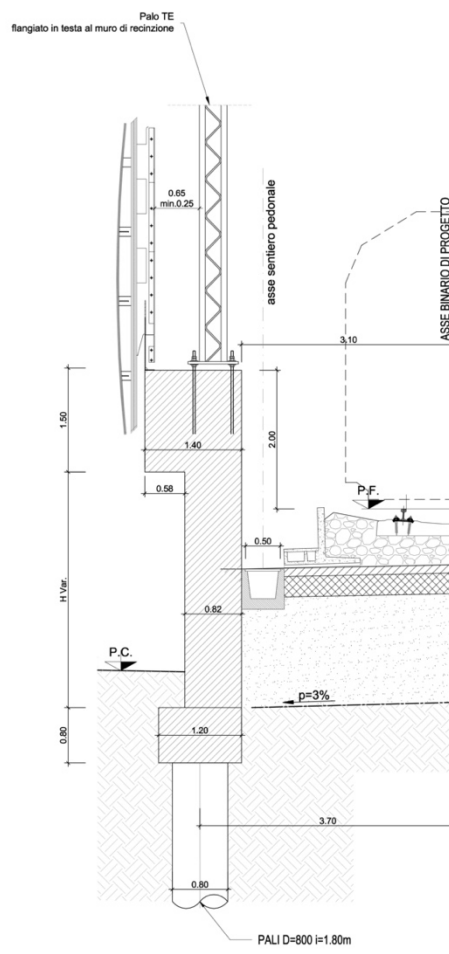 Palo TE
flangiato in testa al muro di recinzione
0.65
min.0.25
asse sentiero pedonale
ASSE BINARIO DI PROGETTO
3.10
1.50
2.00
1.40
0.58
P.F.
0.50
H Var.
0.82
P.C.
p=3%
0.80
1.20
3.70
0.80
PALI D=800 i=1.80m